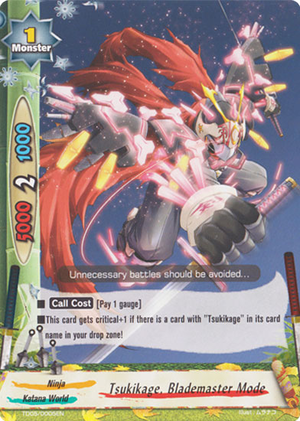 1
Monster
5000 2 1000
Unnecessary battles should be avoided...
■Call Cost [Pay 1 gauge]
■This card gets critical+1 if there is a card with "Tsukikage" in its card
name in your drop zone!
Ninja
Katana World
Tsukikage, Blademaster Mode